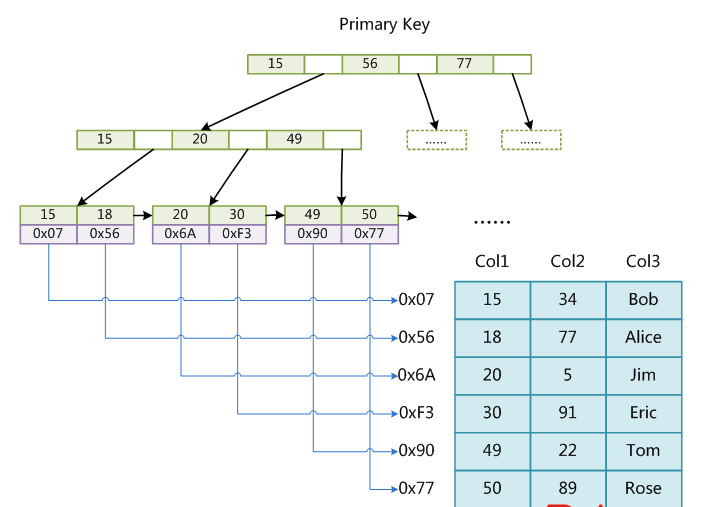 Primary Key
15 56 77
15 20 49
...... ......
15 18 20 30 49 50
0x07 0x56 0x6A 0xF3 0x90 0x77
......
Col1 Col2 Col3
0x07 15 34 Bob
0x56 18 77 Alice
0x6A 20 5 Jim
0xF3 30 91 Eric
0x90 49 22 Tom
0x77 50 89 Rose